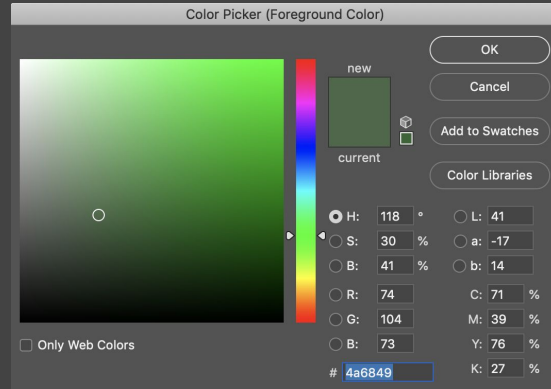 Color Picker (Foreground Color)
new
current
OK
Cancel
Add to Swatches
Color Libraries
H: 118 °
S: 30 %
B: 41 %
R: 74
G: 104
B: 73
# 4a6849
L: 41
a: -17
b: 14
C: 71 %
M: 39 %
Y: 76 %
K: 27 %
Only Web Colors